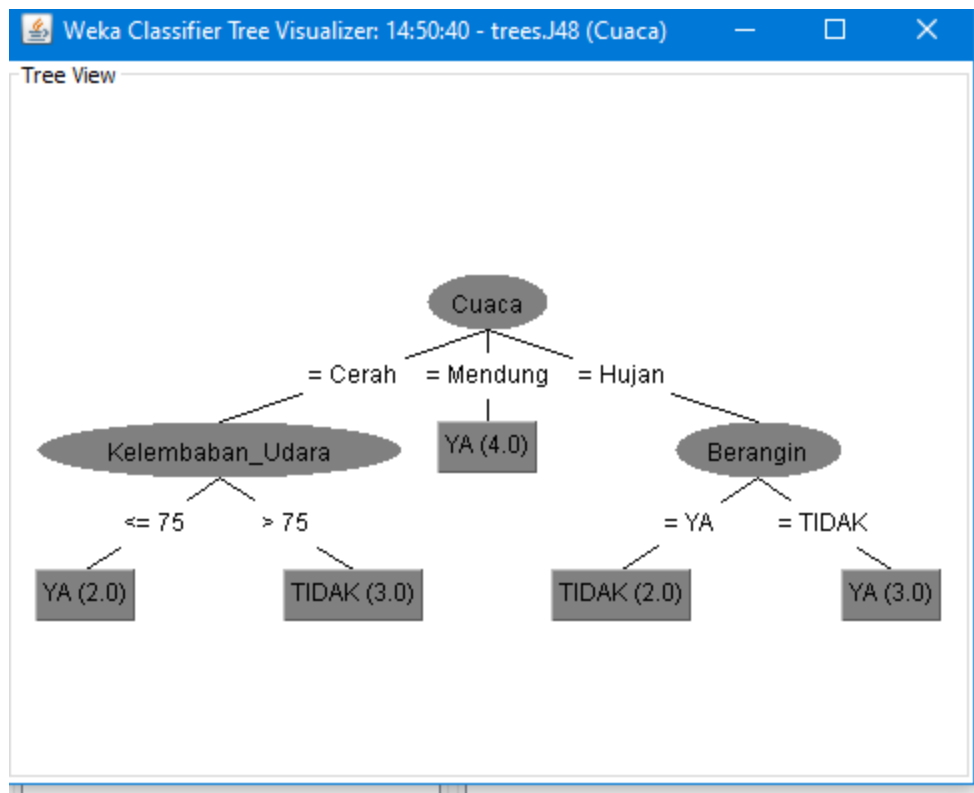 Weka Classifier Tree Visualizer: 14:50:40 - trees.J48 (Cuaca)
Tree View
Cuaca
= Cerah = Mendung = Hujan
Kelembaban_Udara YA (4.0) Berangin
<= 75 > 75 = YA = TIDAK
YA (2.0) TIDAK (3.0) TIDAK (2.0) YA (3.0)